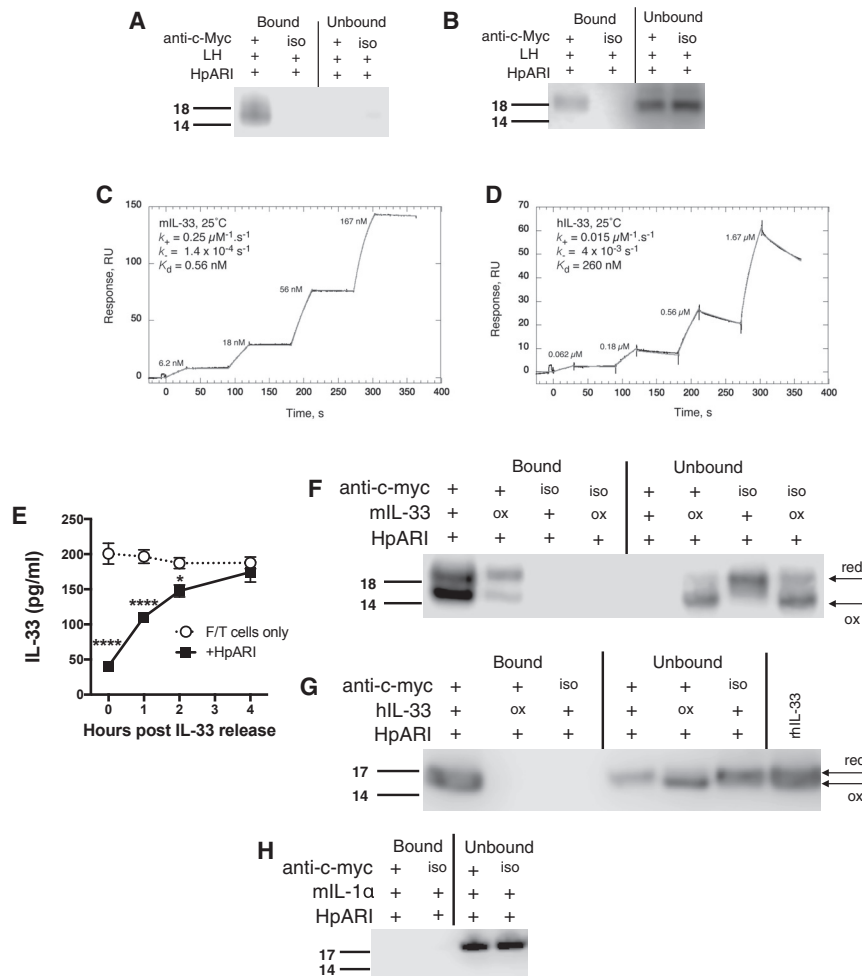 A
Bound
Unbound
anti-c-Myc + iso + iso
LH + + + +
HpARI + + + +
18
14
B
Bound
Unbound
anti-c-Myc + iso + iso
LH + + + +
HpARI + + + +
18
14
C
mIL-33, 25˚C
k+ = 0.25 µM-1.s-1
k- = 1.4 x 10-4 s-1
Kd = 0.56 nM
6.2 nM
18 nM
56 nM
167 nM
Response, RU
150
100
50
0
0 50 100 150 200 250 300 350 400
Time, s
D
hIL-33, 25˚C
k+ = 0.015 µM-1.s-1
k- = 4 x 10-3 s-1
Kd = 260 nM
0.062 µM
0.18 µM
0.56 µM
1.67 µM
Response, RU
70
60
50
40
30
20
10
0
0 50 100 150 200 250 300 350 400
Time, s
E
IL-33 (pg/ml)
250
200
150
100
50
0
****
****
*
F/T cells only
+HpARI
0 1 2 3 4
Hours post IL-33 release
F
Bound
Unbound
anti-c-myc + + iso iso + + iso iso
mIL-33 + ox + ox + ox + ox
HpARI + + + + + + + +
18
14
red
ox
G
Bound
Unbound
anti-c-myc + + iso + + iso
hIL-33 + ox + + ox +
HpARI + + + + + +
rhIL-33
17
14
red
ox
H
Bound
Unbound
anti-c-myc + iso + iso
mIL-1α + + + +
HpARI + + + +
17
14